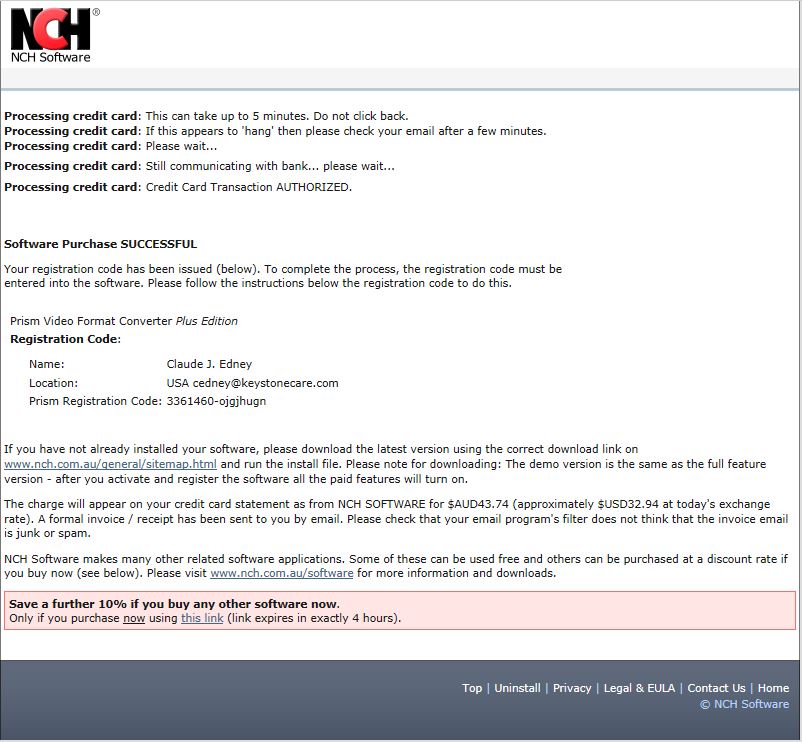 NCH®
NCH Software
Processing credit card: This can take up to 5 minutes. Do not click back.
Processing credit card: If this appears to 'hang' then please check your email after a few minutes.
Processing credit card: Please wait...
Processing credit card: Still communicating with bank... please wait...
Processing credit card: Credit Card Transaction AUTHORIZED.
Software Purchase SUCCESSFUL
Your registration code has been issued (below). To complete the process, the registration code must be
entered into the software. Please follow the instructions below the registration code to do this.
Prism Video Format Converter Plus Edition
Registration Code:
Name: Claude J. Edney
Location: USA cedney@keystonecare.com
Prism Registration Code: 3361460-ojgjhugn
If you have not already installed your software, please download the latest version using the correct download link on
www.nch.com.au/general/sitemap.html and run the install file. Please note for downloading: The demo version is the same as the full feature
version - after you activate and register the software all the paid features will turn on.
The charge will appear on your credit card statement as from NCH SOFTWARE for $AUD43.74 (approximately $USD32.94 at today's exchange
rate). A formal invoice / receipt has been sent to you by email. Please check that your email program's filter does not think that the invoice email
is junk or spam.
NCH Software makes many other related software applications. Some of these can be used free and others can be purchased at a discount rate if
you buy now (see below). Please visit www.nch.com.au/software for more information and downloads.
Save a further 10% if you buy any other software now.
Only if you purchase now using this link (link expires in exactly 4 hours).
Top | Uninstall | Privacy | Legal & EULA | Contact Us | Home
© NCH Software